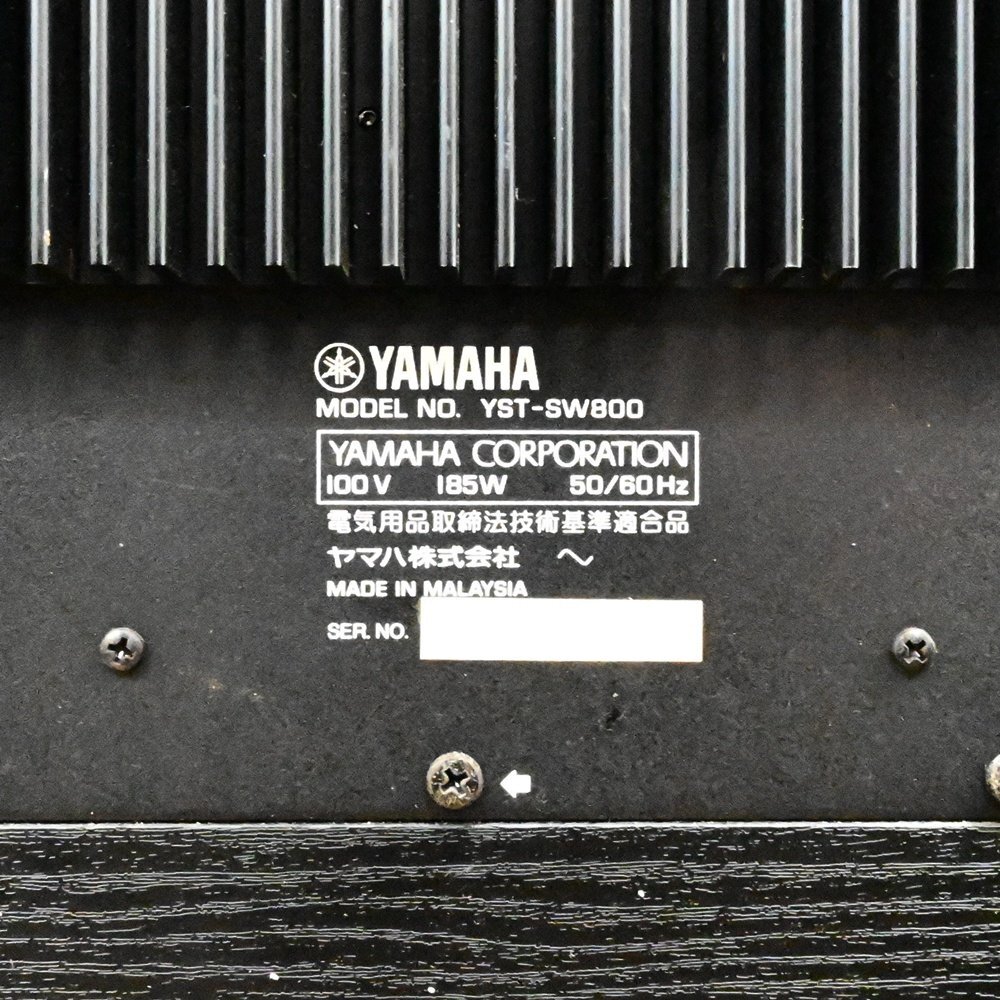 YAMAHA
MODEL NO. YST-SW800
YAMAHA CORPORATION
100V 185W 50/60Hz
電気用品取締法技術基準適合品
ヤマハ株式会社 〜
MADE IN MALAYSIA
SER. NO.